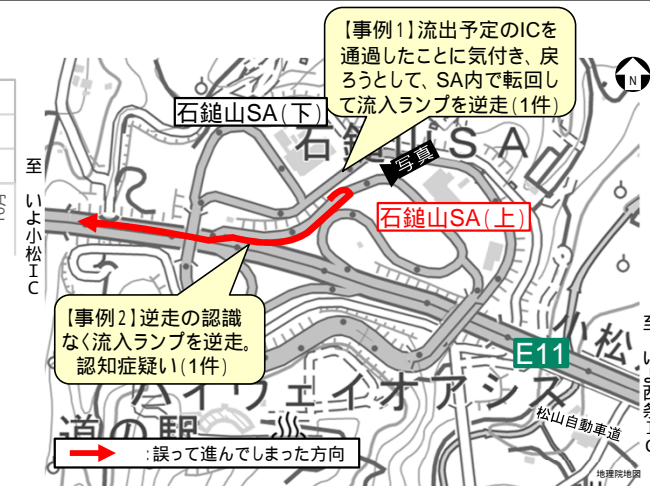 【事例1】流出予定のICを
通過したことに気付き、戻
ろうとして、SA内で転回し
て流入ランプを逆走(1件)
N
石鎚山SA(下)
石鎚山SA
写真
石鎚山SA(上)
至 いよ小松IC
【事例2】逆走の認識
なく流入ランプを逆走。
認知症疑い(1件)
E11
小松
至 いよ西条IC
ハイウェイオアシス
松山自動車道
道の駅
:誤って進んでしまった方向
地理院地図